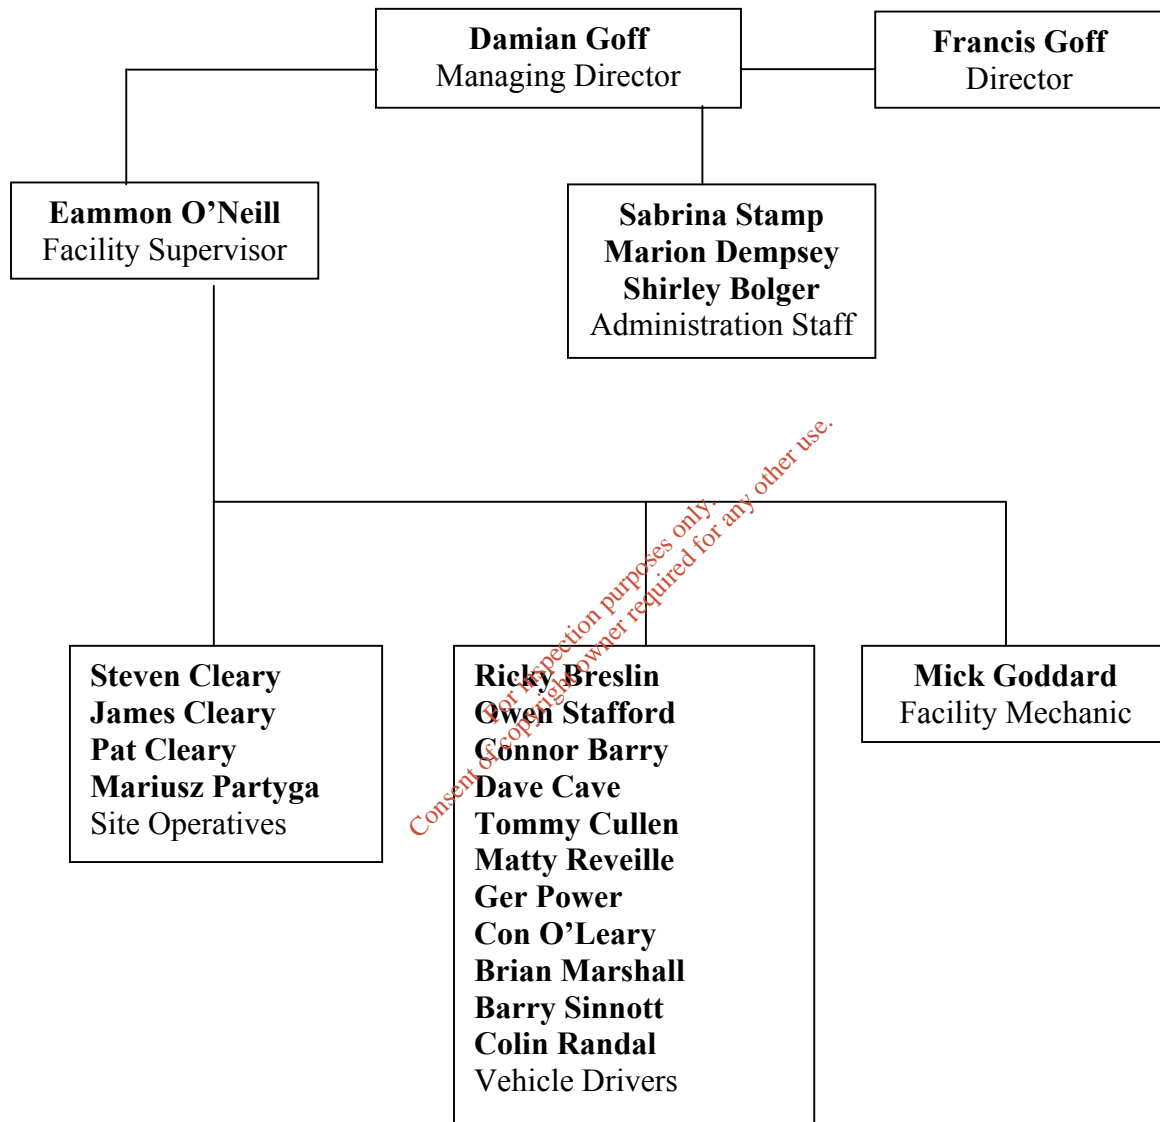 Damian Goff
Managing Director
Francis Goff
Director
Eammon O’Neill
Facility Supervisor
Sabrina Stamp
Marion Dempsey
Shirley Bolger
Administration Staff
For inspection purposes only.
Consent of copyright owner required for any other use.
Steven Cleary
James Cleary
Pat Cleary
Mariusz Partyga
Site Operatives
Ricky Breslin
Owen Stafford
Connor Barry
Dave Cave
Tommy Cullen
Matty Reveille
Ger Power
Con O’Leary
Brian Marshall
Barry Sinnott
Colin Randal
Vehicle Drivers
Mick Goddard
Facility Mechanic